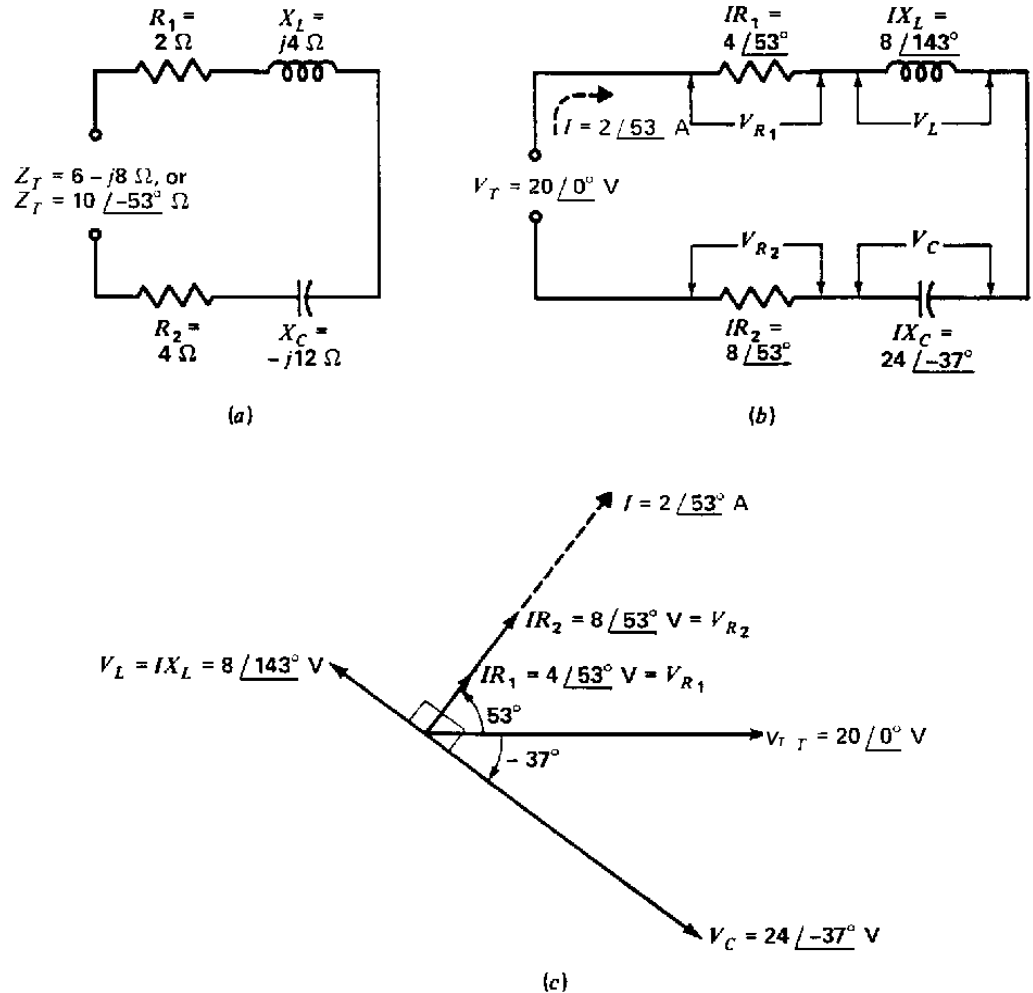 R1 =
2 Ω
XL =
j4 Ω
ZT = 6 – j8 Ω, or
ZT = 10 /–53° Ω
R2 =
4 Ω
XC =
–j12 Ω
(a)
IR1 =
4 /53°
IXL =
8 /143°
I = 2 /53 A
VR1
VL
VT = 20 /0° V
VR2
VC
IR2 =
8 /53°
IXC =
24 /–37°
(b)
I = 2 /53° A
IR2 = 8 /53° V = VR2
VL = IXL = 8 /143° V
IR1 = 4 /53° V = VR1
53°
VT T = 20 /0° V
– 37°
VC = 24 /–37° V
(c)